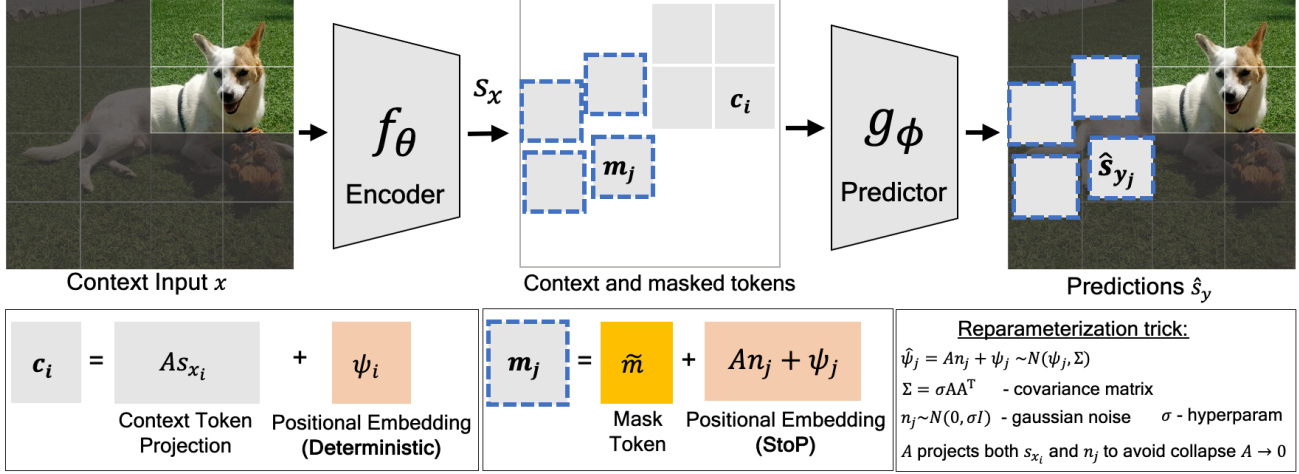 f_θ
Encoder
s_x
c_i
m_j
g_ϕ
Predictor
ŝ_{y_j}
Context Input x
Context and masked tokens
Predictions ŝ_y
c_i = As_{x_i} + ψ_i
Context Token
Projection
Positional Embedding
(Deterministic)
m_j = m̃ + An_j + ψ_j
Mask
Token
Positional Embedding
(StoP)
Reparameterization trick:
ψ̂_j = An_j + ψ_j ~N(ψ_j, Σ)
Σ = σAA^T - covariance matrix
n_j~N(0, σI) - gaussian noise σ - hyperparam
A projects both s_{x_i} and n_j to avoid collapse A → 0